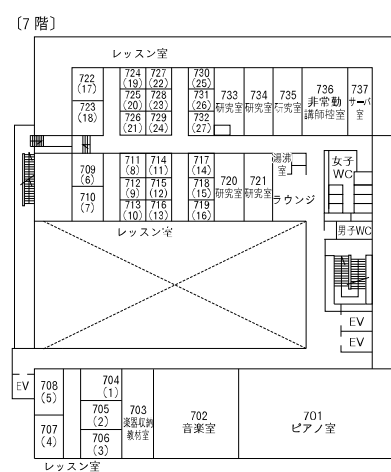 〔7 階〕
レッスン室
722
(17)
723
(18)
724
(19)
725
(20)
726
(21)
727
(22)
728
(23)
729
(24)
730
(25)
731
(26)
732
(27)
733
研究室
734
研究室
735
研究室
736
非常勤
講師控室
737
サーバ
室
709
(6)
710
(7)
711
(8)
712
(9)
713
(10)
714
(11)
715
(12)
716
(13)
717
(14)
718
(15)
719
(16)
720
研究室
721
研究室
湯沸
室
ラウンジ
女子
WC
男子WC
レッスン室
EV
EV
EV
708
(5)
707
(4)
704
(1)
705
(2)
706
(3)
703
楽器収納
教材室
702
音楽室
701
ピアノ室
レッスン室